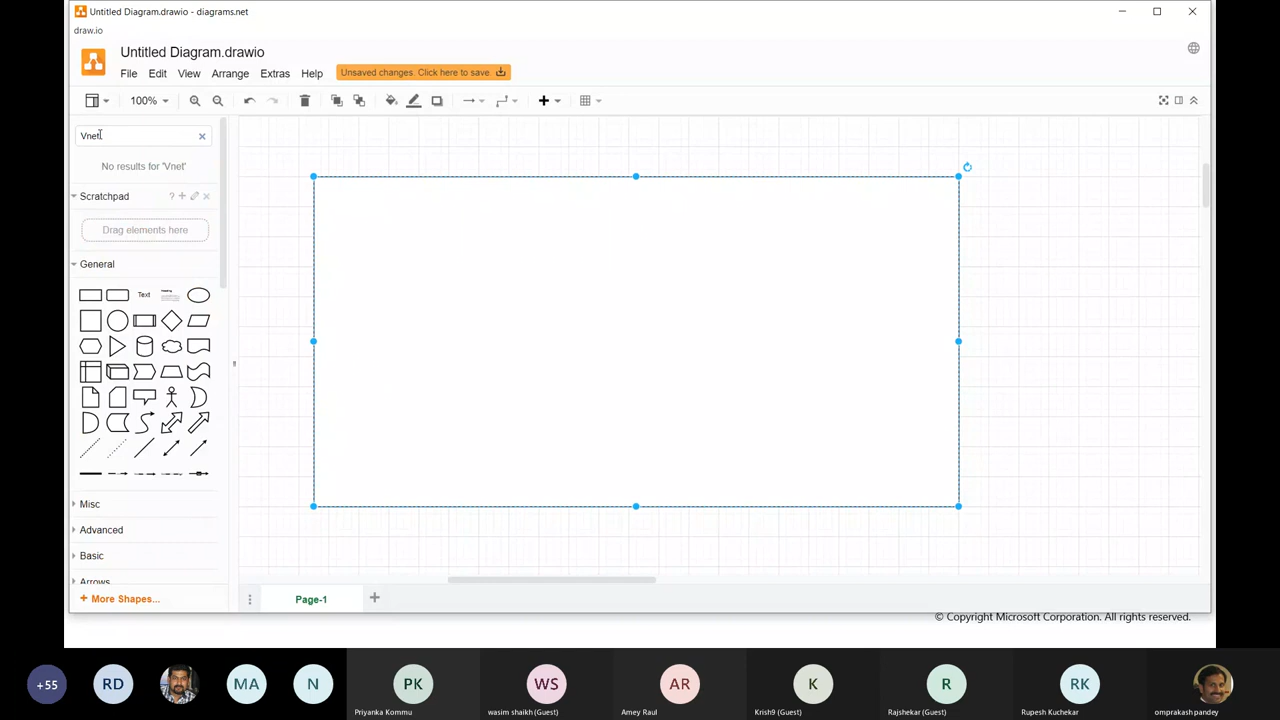 Untitled Diagram.drawio - diagrams.net
draw.io
Untitled Diagram.drawio
File Edit View Arrange Extras Help
Unsaved changes. Click here to save.
100%
Vnet
No results for 'Vnet'
Scratchpad
?
Drag elements here
General
Text
Misc
Advanced
Basic
Arrows
+ More Shapes...
Page-1
© Copyright Microsoft Corporation. All rights reserved.
+55 RD MA N PK WS AR K R RK
Priyanka Kommu wasim shaikh (Guest) Amey Raul Krish9 (Guest) Rajshekar (Guest) Rupesh Kuchekar omprakash pandey